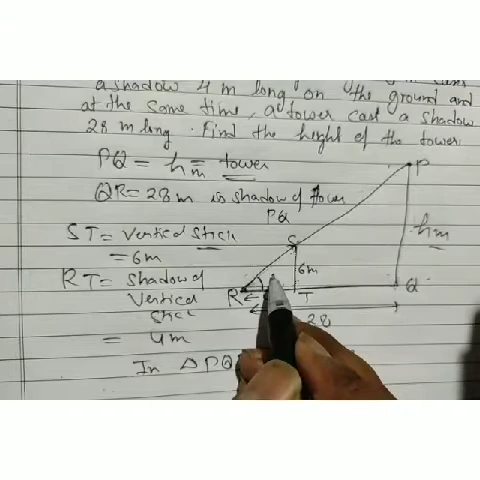 a shadow 4 m long on the ground and
at the same time, a tower cast a shadow
28 m long. Find the height of the tower.
PQ = h m = tower
QR = 28 m is shadow of tower
PQ
ST = Vertical Stick
= 6m
RT = Shadow of
Vertical
Stick
= 4m
In △PQ
P
S
h m
6m
R
T
Q
28